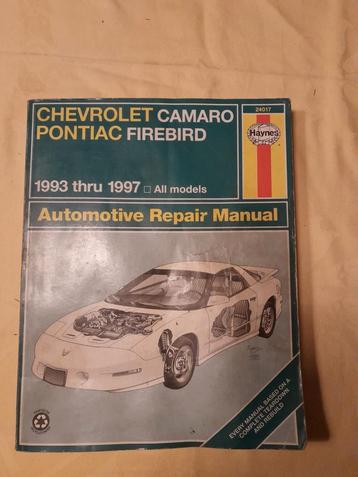 24017
CHEVROLET CAMARO
PONTIAC FIREBIRD
Haynes
1993 thru 1997 □ All models
Automotive Repair Manual
EVERY MANUAL BASED ON A
COMPLETE TEARDOWN
AND REBUILD